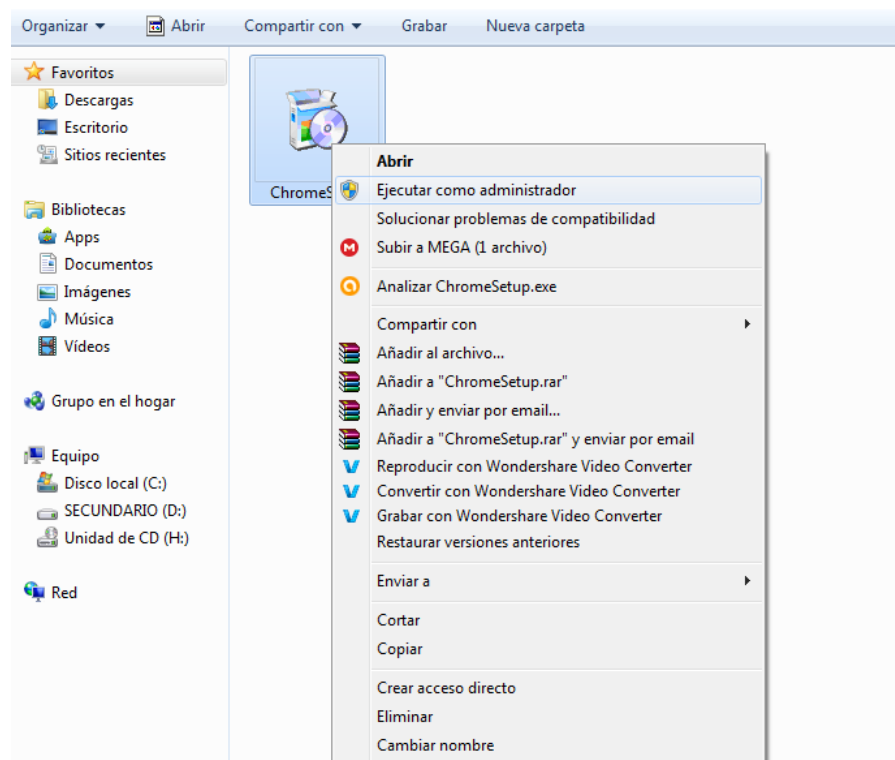 Organizar Abrir Compartir con Grabar Nueva carpeta
Favoritos
Descargas
Escritorio
Sitios recientes
Bibliotecas
Apps
Documentos
Imágenes
Música
Vídeos
Grupo en el hogar
Equipo
Disco local (C:)
SECUNDARIO (D:)
Unidad de CD (H:)
Red
ChromeS
Abrir
Ejecutar como administrador
Solucionar problemas de compatibilidad
Subir a MEGA (1 archivo)
Analizar ChromeSetup.exe
Compartir con
Añadir al archivo...
Añadir a "ChromeSetup.rar"
Añadir y enviar por email...
Añadir a "ChromeSetup.rar" y enviar por email
Reproducir con Wondershare Video Converter
Convertir con Wondershare Video Converter
Grabar con Wondershare Video Converter
Restaurar versiones anteriores
Enviar a
Cortar
Copiar
Crear acceso directo
Eliminar
Cambiar nombre